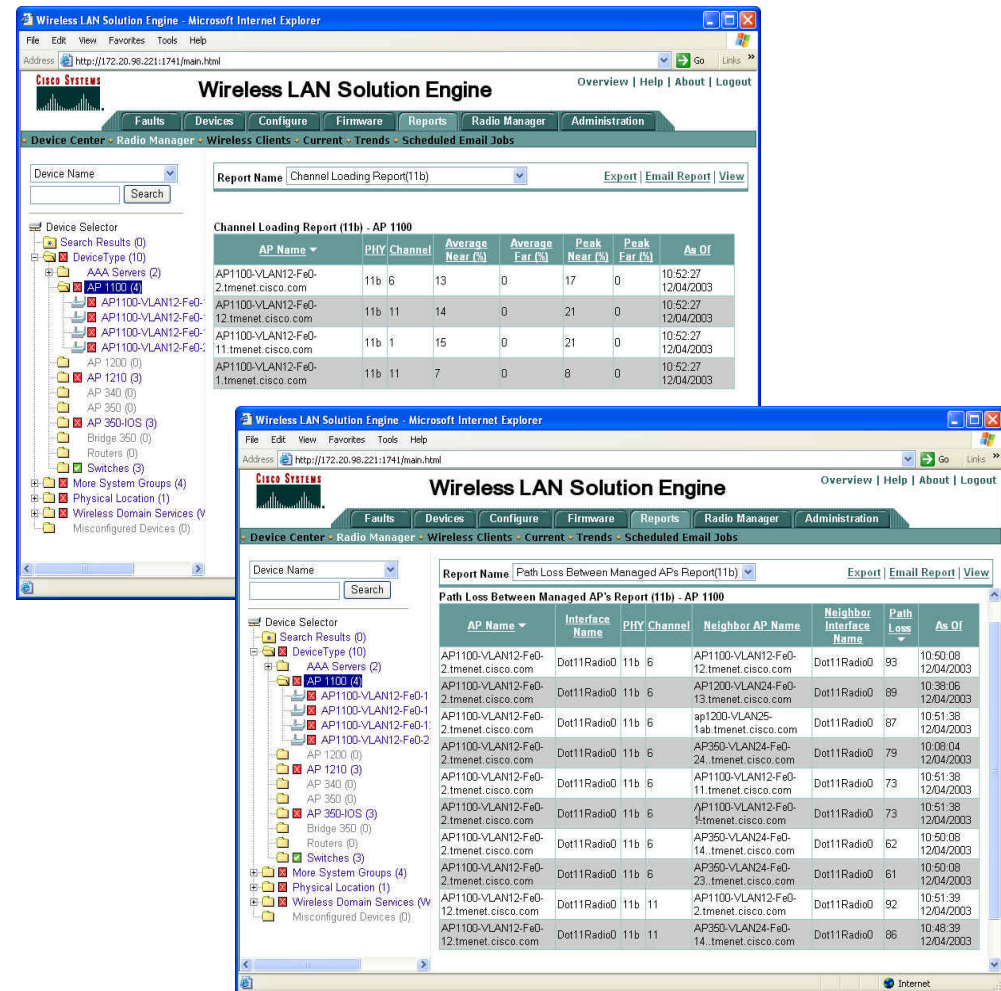 Wireless LAN Solution Engine - Microsoft Internet Explorer
File Edit View Favorites Tools Help
Address http://172.20.98.221:1741/main.html Go Links »
CISCO SYSTEMS
Wireless LAN Solution Engine
Overview | Help | About | Logout
Faults Devices Configure Firmware Reports Radio Manager Administration
Device Center Radio Manager Wireless Clients Current Trends Scheduled Email Jobs
Device Name
Search
Device Selector
Search Results (0)
DeviceType (10)
AAA Servers (2)
AP 1100 (4)
AP1100-VLAN12-Fe0-
AP1100-VLAN12-Fe0-
AP1100-VLAN12-Fe0-
AP1100-VLAN12-Fe0-2
AP 1200 (0)
AP 1210 (3)
AP 340 (0)
AP 350 (0)
AP 350-IOS (3)
Bridge 350 (0)
Routers (0)
Switches (3)
More System Groups (4)
Physical Location (1)
Wireless Domain Services (V
Misconfigured Devices (0)
Report Name Channel Loading Report(11b)
Export | Email Report | View
Channel Loading Report (11b) - AP 1100
AP Name PHY Channel Average Near (%) Average Far (%) Peak Near (%) Peak Far (%) As Of
AP1100-VLAN12-Fe0-
2.tmenet.cisco.com 11b 6 13 0 17 0 10:52:27 12/04/2003
AP1100-VLAN12-Fe0-
12.tmenet.cisco.com 11b 11 14 0 21 0 10:52:27 12/04/2003
AP1100-VLAN12-Fe0-
11.tmenet.cisco.com 11b 1 15 0 21 0 10:52:27 12/04/2003
AP1100-VLAN12-Fe0-
1.tmenet.cisco.com 11b 11 7 0 8 0 10:52:27 12/04/2003
Wireless LAN Solution Engine - Microsoft Internet Explorer
File Edit View Favorites Tools Help
Address http://172.20.98.221:1741/main.html Go Links »
CISCO SYSTEMS
Wireless LAN Solution Engine
Overview | Help | About | Logout
Faults Devices Configure Firmware Reports Radio Manager Administration
Device Center Radio Manager Wireless Clients Current Trends Scheduled Email Jobs
Device Name
Search
Device Selector
Search Results (0)
DeviceType (10)
AAA Servers (2)
AP 1100 (4)
AP1100-VLAN12-Fe0-1
AP1100-VLAN12-Fe0-1
AP1100-VLAN12-Fe0-1
AP1100-VLAN12-Fe0-2
AP 1200 (0)
AP 1210 (3)
AP 340 (0)
AP 350 (0)
AP 350-IOS (3)
Bridge 350 (0)
Routers (0)
Switches (3)
More System Groups (4)
Physical Location (1)
Wireless Domain Services (W
Misconfigured Devices (0)
Report Name Path Loss Between Managed APs Report(11b)
Export | Email Report | View
Path Loss Between Managed AP's Report (11b) - AP 1100
AP Name Interface Name PHY Channel Neighbor AP Name Neighbor Interface Name Path Loss As Of
AP1100-VLAN12-Fe0- AP1100-VLAN12-Fe0- 10:50:08
2.tmenet.cisco.com Dot11Radio0 11b 6 12.tmenet.cisco.com Dot11Radio0 93 12/04/2003
AP1100-VLAN12-Fe0- AP1200-VLAN24-Fe0- 10:38:06
2.tmenet.cisco.com Dot11Radio0 11b 6 13.tmenet.cisco.com Dot11Radio0 89 12/04/2003
AP1100-VLAN12-Fe0- ap1200-VLAN25- 10:51:38
2.tmenet.cisco.com Dot11Radio0 11b 6 1ab.tmenet.cisco.com Dot11Radio0 87 12/04/2003
AP1100-VLAN12-Fe0- AP350-VLAN24-Fe0- 10:08:04
2.tmenet.cisco.com Dot11Radio0 11b 6 24..tmenet.cisco.com Dot11Radio0 79 12/04/2003
AP1100-VLAN12-Fe0- AP1100-VLAN12-Fe0- 10:51:38
2.tmenet.cisco.com Dot11Radio0 11b 6 11.tmenet.cisco.com Dot11Radio0 73 12/04/2003
AP1100-VLAN12-Fe0- AP1100-VLAN12-Fe0- 10:51:38
2.tmenet.cisco.com Dot11Radio0 11b 6 1.tmenet.cisco.com Dot11Radio0 73 12/04/2003
AP1100-VLAN12-Fe0- AP350-VLAN24-Fe0- 10:50:08
2.tmenet.cisco.com Dot11Radio0 11b 6 14..tmenet.cisco.com Dot11Radio0 62 12/04/2003
AP1100-VLAN12-Fe0- AP350-VLAN24-Fe0- 10:50:08
2.tmenet.cisco.com Dot11Radio0 11b 6 23..tmenet.cisco.com Dot11Radio0 61 12/04/2003
AP1100-VLAN12-Fe0- AP1100-VLAN12-Fe0- 10:51:39
12.tmenet.cisco.com Dot11Radio0 11b 11 2.tmenet.cisco.com Dot11Radio0 92 12/04/2003
AP1100-VLAN12-Fe0- AP350-VLAN24-Fe0- 10:48:39
12.tmenet.cisco.com Dot11Radio0 11b 11 14..tmenet.cisco.com Dot11Radio0 86 12/04/2003
Internet